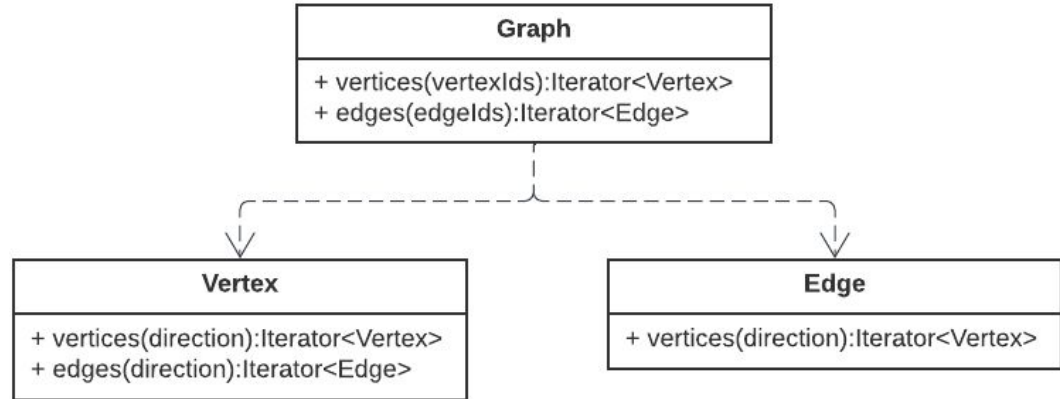 Graph
+ vertices(vertexIds):Iterator<Vertex>
+ edges(edgeIds):Iterator<Edge>
Vertex
+ vertices(direction):Iterator<Vertex>
+ edges(direction):Iterator<Edge>
Edge
+ vertices(direction):Iterator<Vertex>